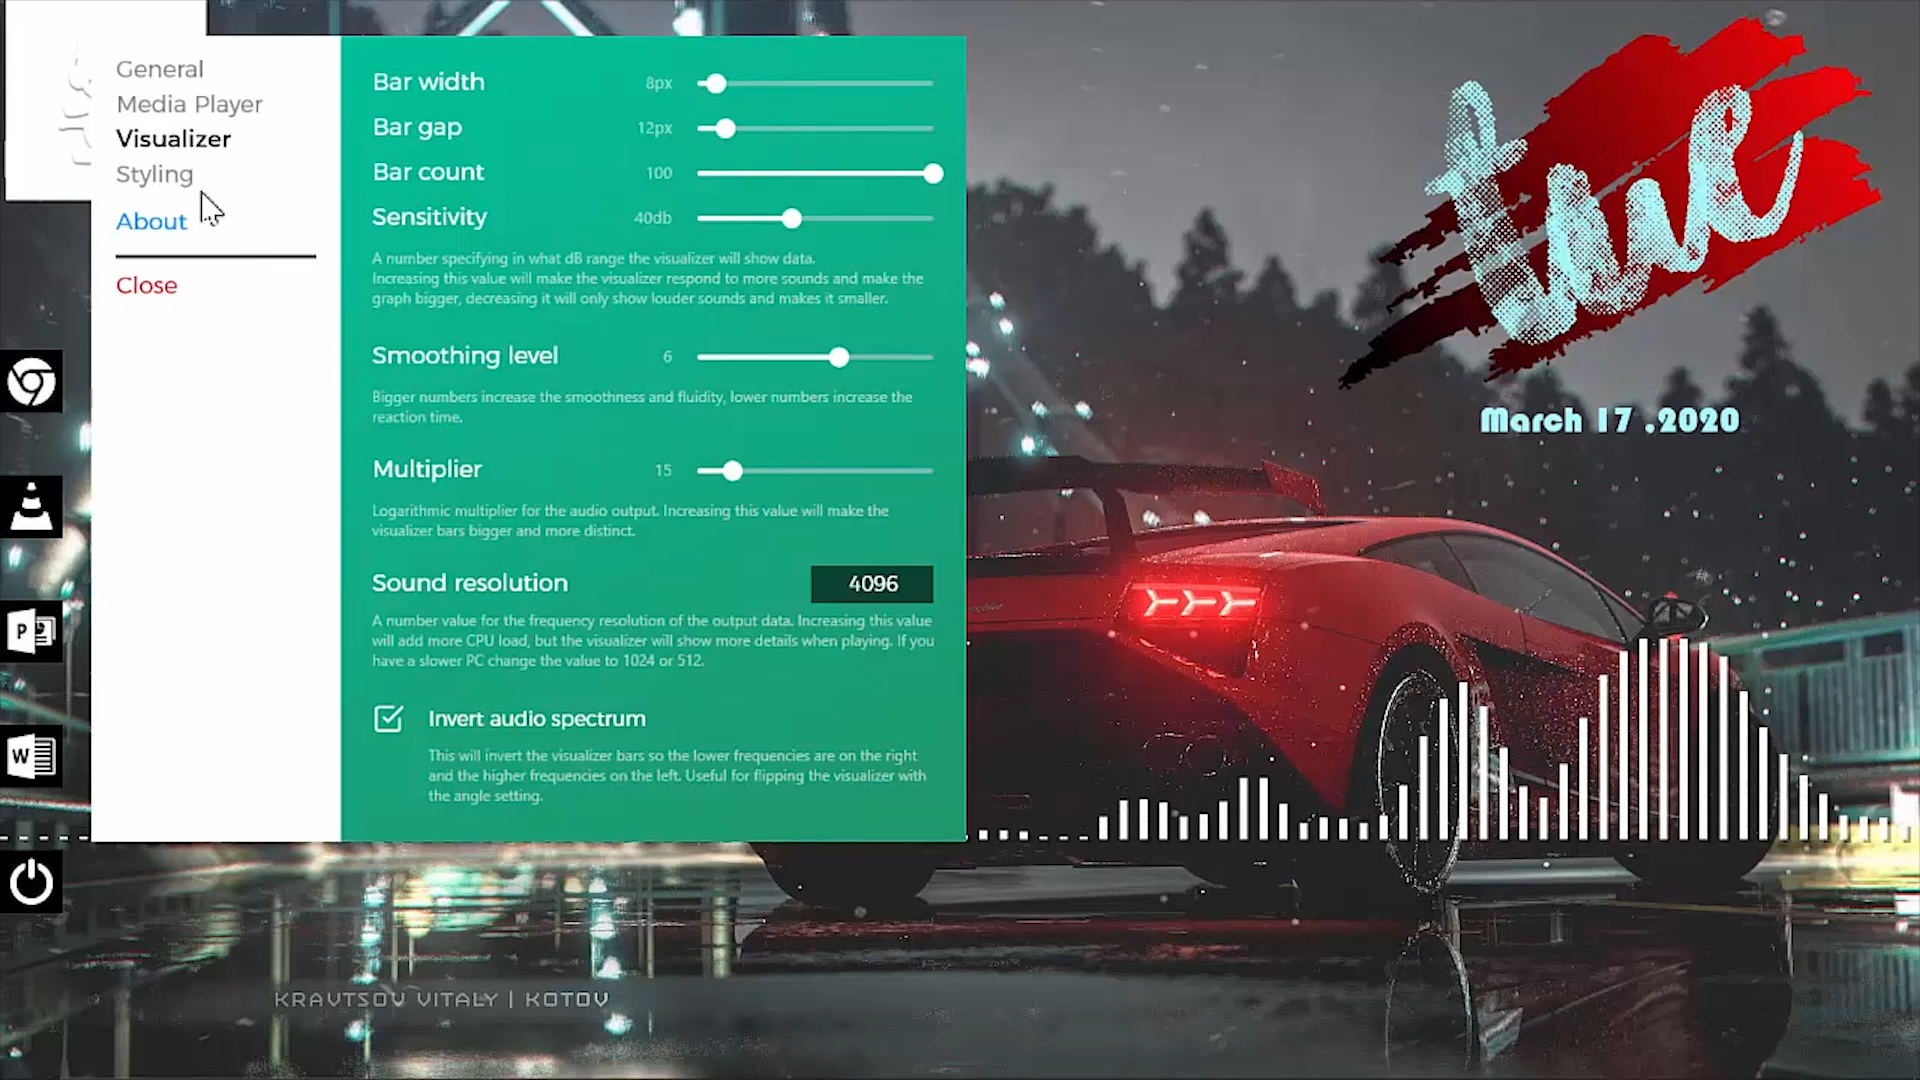 General
Media Player
Visualizer
Styling
About
Close
Bar width 8px
Bar gap 12px
Bar count 100
Sensitivity 40db
A number specifying in what dB range the visualizer will show data.
Increasing this value will make the visualizer respond to more sounds and make the
graph bigger, decreasing it will only show louder sounds and makes it smaller.
Smoothing level 6
Bigger numbers increase the smoothness and fluidity, lower numbers increase the
reaction time.
Multiplier 15
Logarithmic multiplier for the audio output. Increasing this value will make the
visualizer bars bigger and more distinct.
Sound resolution 4096
A number value for the frequency resolution of the output data. Increasing this value
will add more CPU load, but the visualizer will show more details when playing. If you
have a slower PC change the value to 1024 or 512.
Invert audio spectrum
This will invert the visualizer bars so the lower frequencies are on the right
and the higher frequencies on the left. Useful for flipping the visualizer with
the angle setting.
tue
March 17 ,2020
P
W
KRAVTSOV VITALY | KOTOV